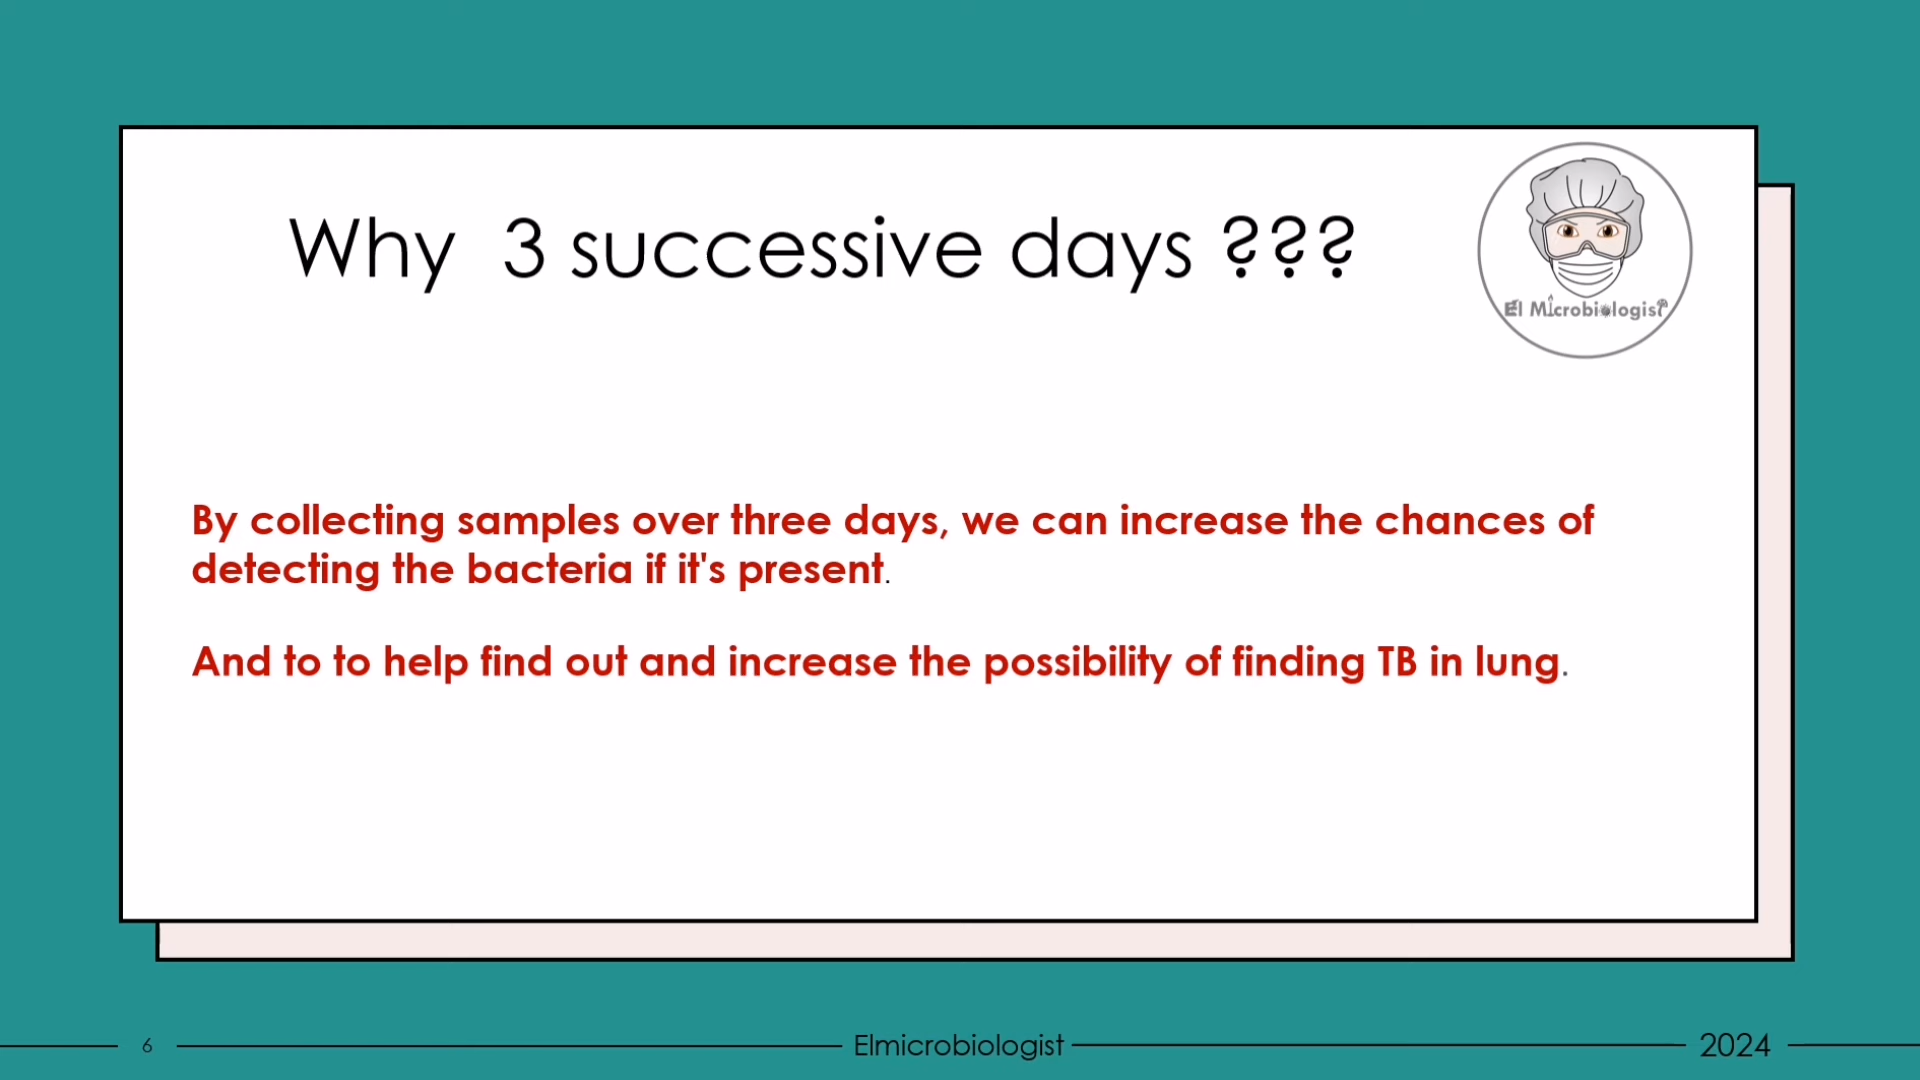 Why 3 successive days ???
El Microbiologist
By collecting samples over three days, we can increase the chances of
detecting the bacteria if it's present.
And to to help find out and increase the possibility of finding TB in lung.
6
Elmicrobiologist
2024